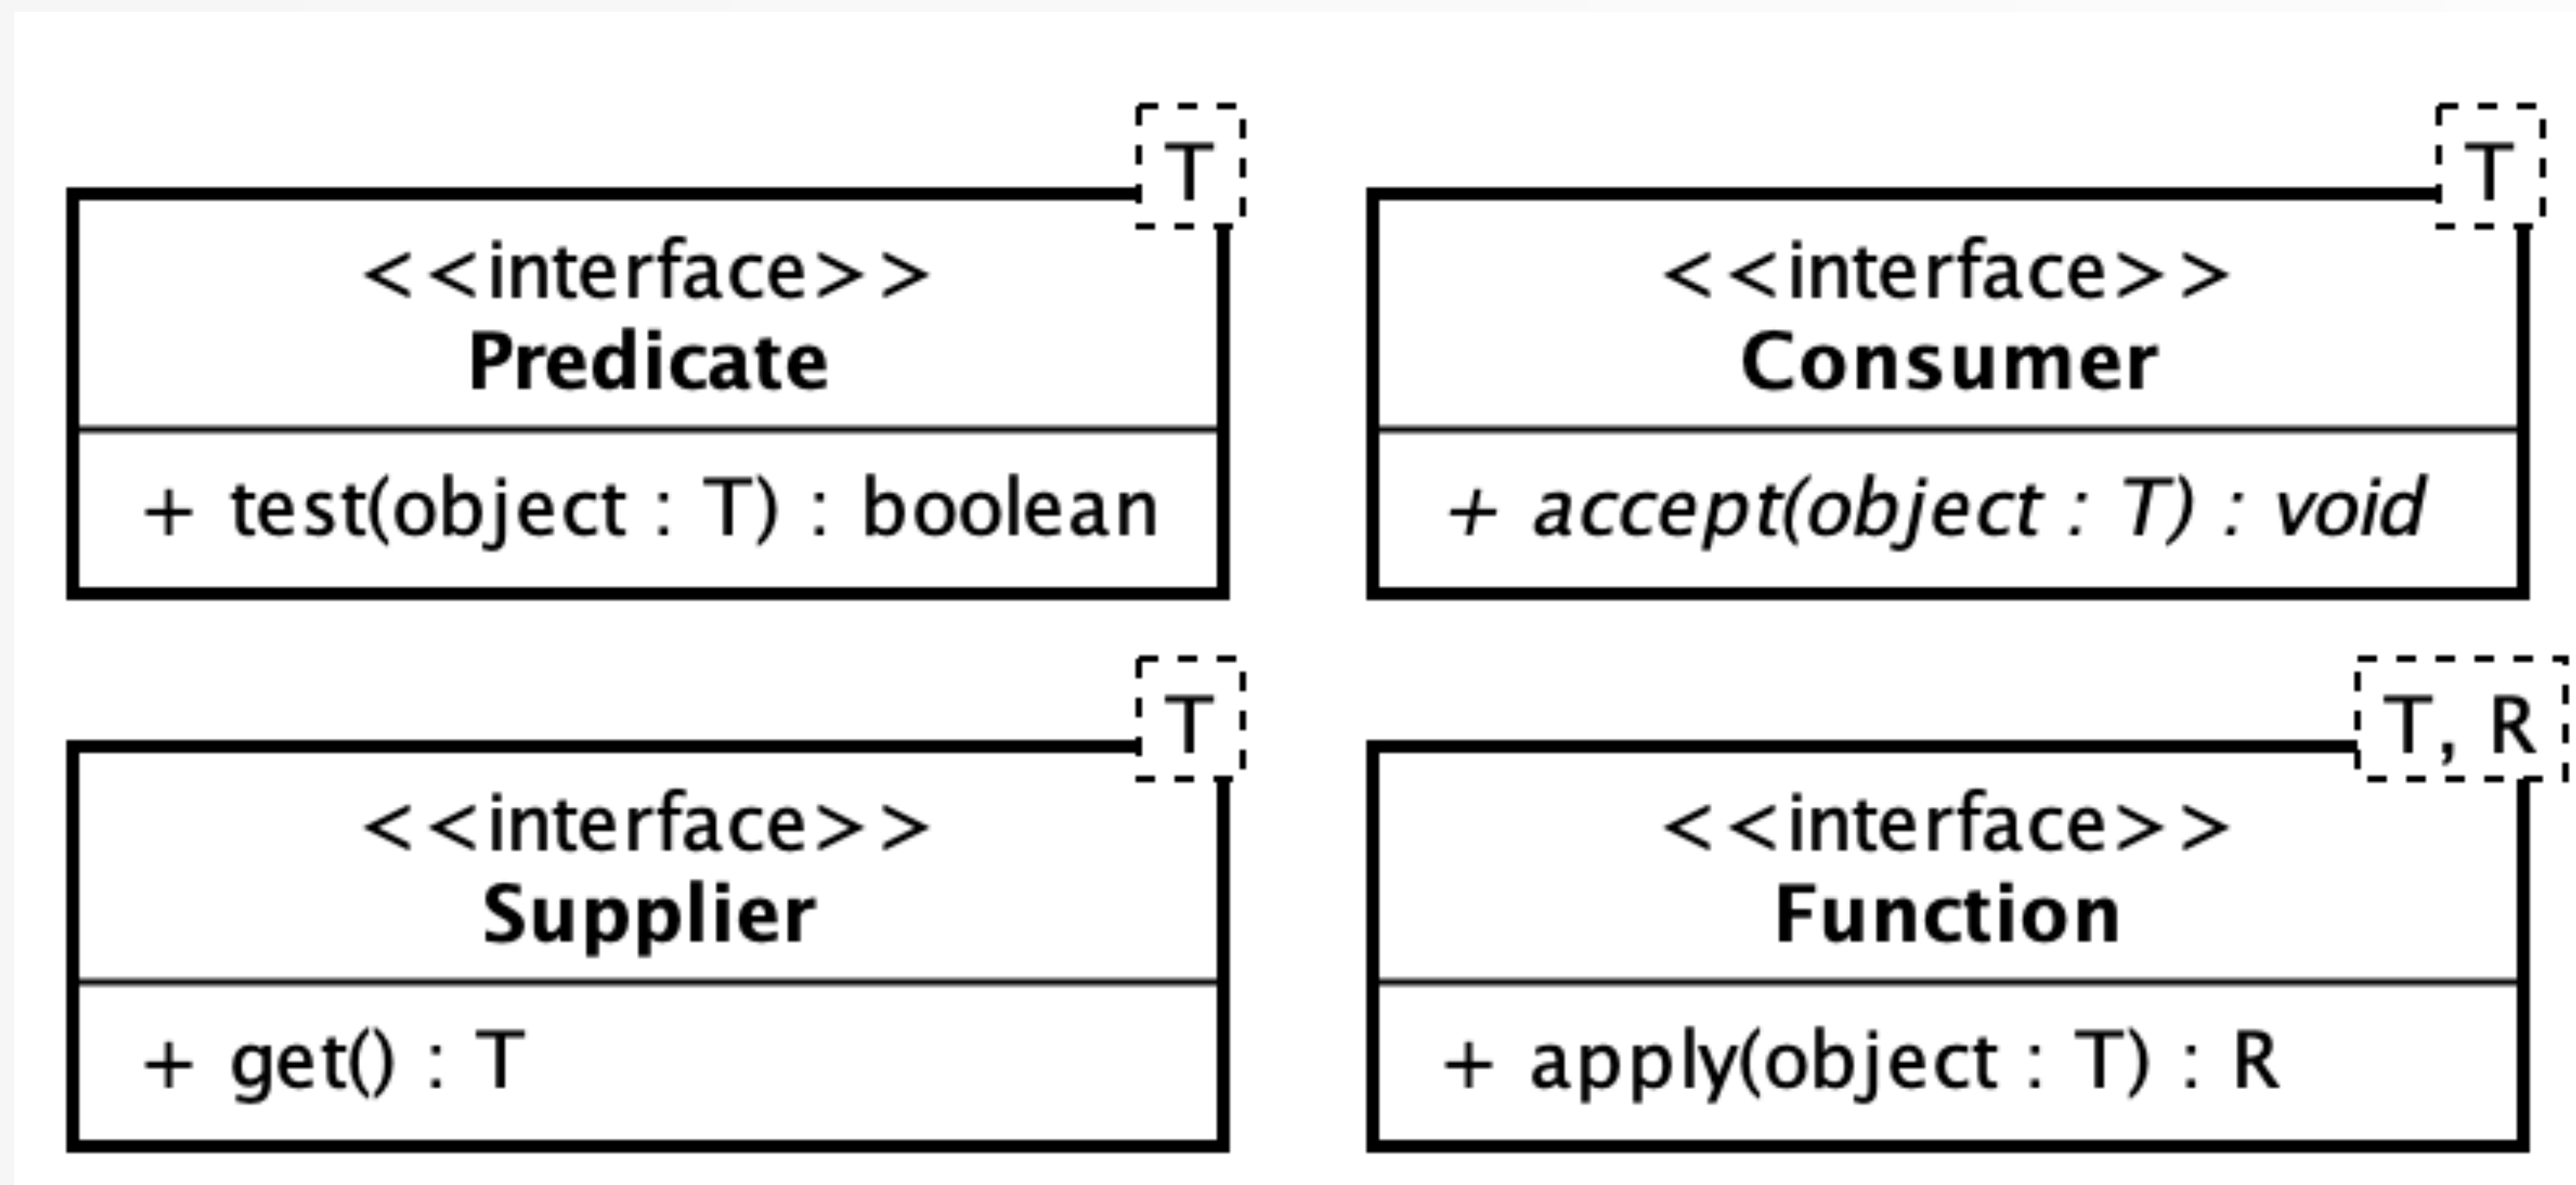 T
<<interface>>
Predicate
+ test(object : T) : boolean
T
<<interface>>
Consumer
+ accept(object : T) : void
T
<<interface>>
Supplier
+ get() : T
T, R
<<interface>>
Function
+ apply(object : T) : R